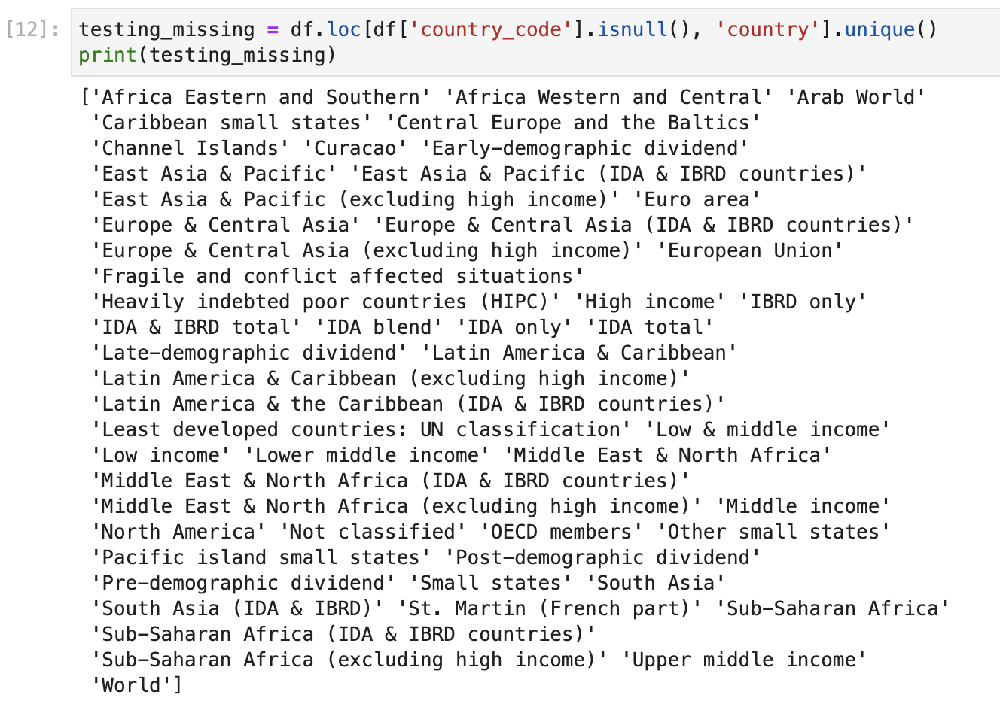 [12]: testing_missing = df.loc[df['country_code'].isnull(), 'country'].unique()
print(testing_missing)
['Africa Eastern and Southern' 'Africa Western and Central' 'Arab World'
'Caribbean small states' 'Central Europe and the Baltics'
'Channel Islands' 'Curacao' 'Early-demographic dividend'
'East Asia & Pacific' 'East Asia & Pacific (IDA & IBRD countries)'
'East Asia & Pacific (excluding high income)' 'Euro area'
'Europe & Central Asia' 'Europe & Central Asia (IDA & IBRD countries)'
'Europe & Central Asia (excluding high income)' 'European Union'
'Fragile and conflict affected situations'
'Heavily indebted poor countries (HIPC)' 'High income' 'IBRD only'
'IDA & IBRD total' 'IDA blend' 'IDA only' 'IDA total'
'Late-demographic dividend' 'Latin America & Caribbean'
'Latin America & Caribbean (excluding high income)'
'Latin America & the Caribbean (IDA & IBRD countries)'
'Least developed countries: UN classification' 'Low & middle income'
'Low income' 'Lower middle income' 'Middle East & North Africa'
'Middle East & North Africa (IDA & IBRD countries)'
'Middle East & North Africa (excluding high income)' 'Middle income'
'North America' 'Not classified' 'OECD members' 'Other small states'
'Pacific island small states' 'Post-demographic dividend'
'Pre-demographic dividend' 'Small states' 'South Asia'
'South Asia (IDA & IBRD)' 'St. Martin (French part)' 'Sub-Saharan Africa'
'Sub-Saharan Africa (IDA & IBRD countries)'
'Sub-Saharan Africa (excluding high income)' 'Upper middle income'
'World']